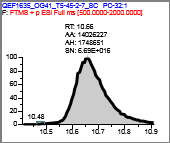 QEF1635_OG41_TS-45-2-7_SC PC-32:1
F: FTMS + p ESI Full ms [500.0000-2000.0000]
RT: 10.66
AA: 14026227
AH: 1748651
SN: 6.69E+016
100
80
60
40
20
0
10.48
10.5 10.6 10.7 10.8 10.9